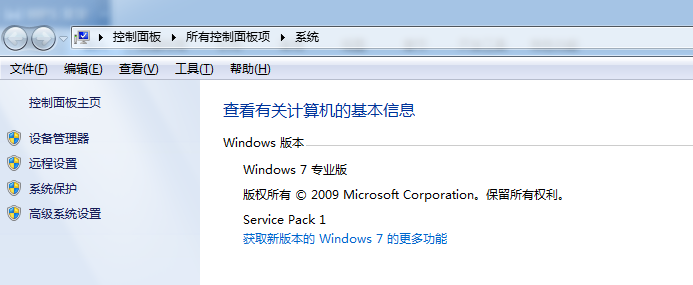 控制面板 ▶ 所有控制面板项 ▶ 系统
文件(F) 编辑(E) 查看(V) 工具(T) 帮助(H)
控制面板主页
设备管理器
远程设置
系统保护
高级系统设置
查看有关计算机的基本信息
Windows 版本
Windows 7 专业版
版权所有 © 2009 Microsoft Corporation。保留所有权利。
Service Pack 1
获取新版本的 Windows 7 的更多功能